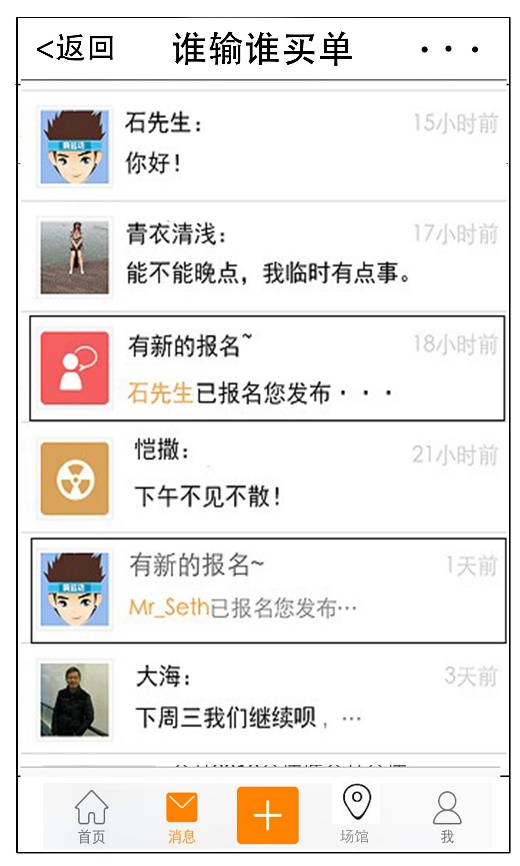 <返回 谁输谁买单 ···
石先生： 15小时前
你好！
青衣清浅： 17小时前
能不能晚点，我临时有点事。
有新的报名~ 18小时前
石先生已报名您发布···
恺撒： 21小时前
下午不见不散！
有新的报名~ 1天前
Mr_Seth已报名您发布···
大海： 3天前
下周三我们继续呗，···
首页 消息 场馆 我